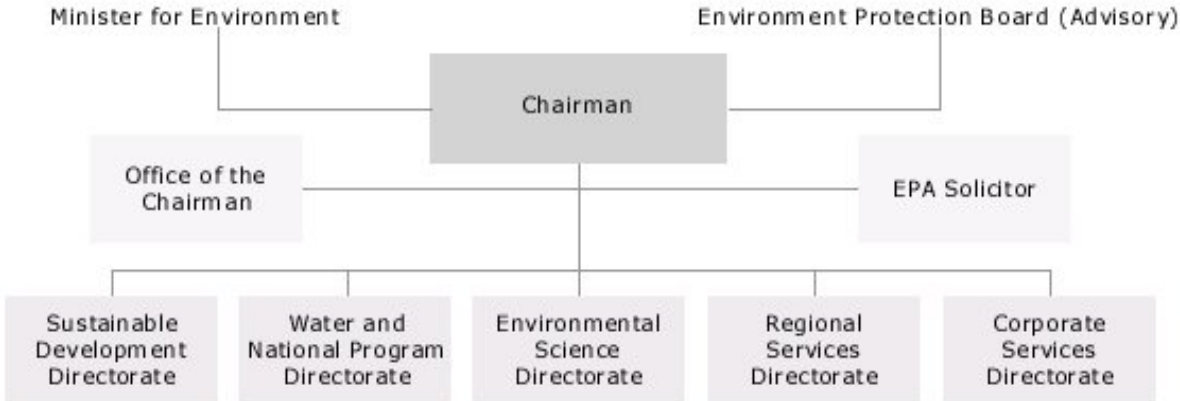 Minister for Environment
Environment Protection Board (Advisory)
Chairman
Office of the
Chairman
EPA Solicitor
Sustainable
Development
Directorate
Water and
National Program
Directorate
Environmental
Science
Directorate
Regional
Services
Directorate
Corporate
Services
Directorate